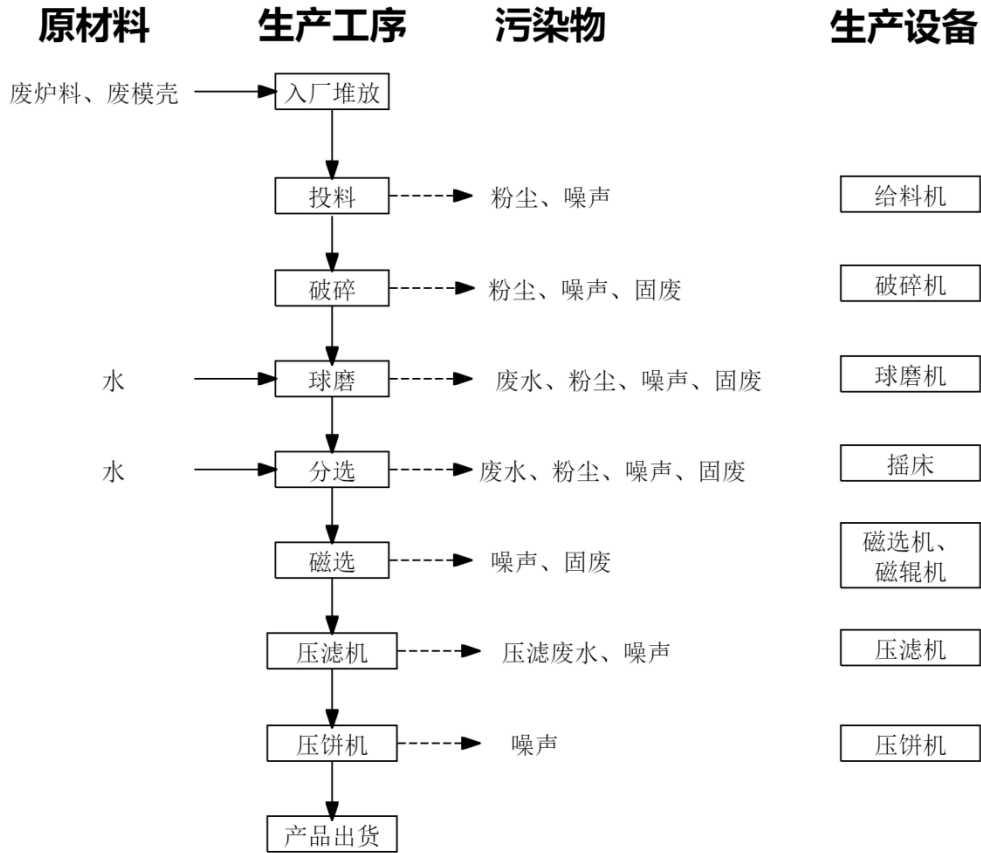 原材料 生产工序 污染物 生产设备
废炉料、废模壳 入厂堆放
投料 粉尘、噪声 给料机
破碎 粉尘、噪声、固废 破碎机
水 球磨 废水、粉尘、噪声、固废 球磨机
水 分选 废水、粉尘、噪声、固废 摇床
磁选 噪声、固废 磁选机、
磁辊机
压滤机 压滤废水、噪声 压滤机
压饼机 噪声 压饼机
产品出货